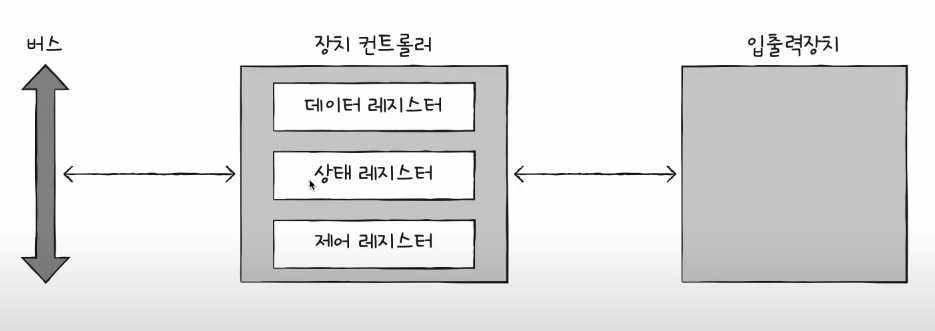 버스
장치 컨트롤러
입출력장치
데이터 레지스터
상태 레지스터
제어 레지스터